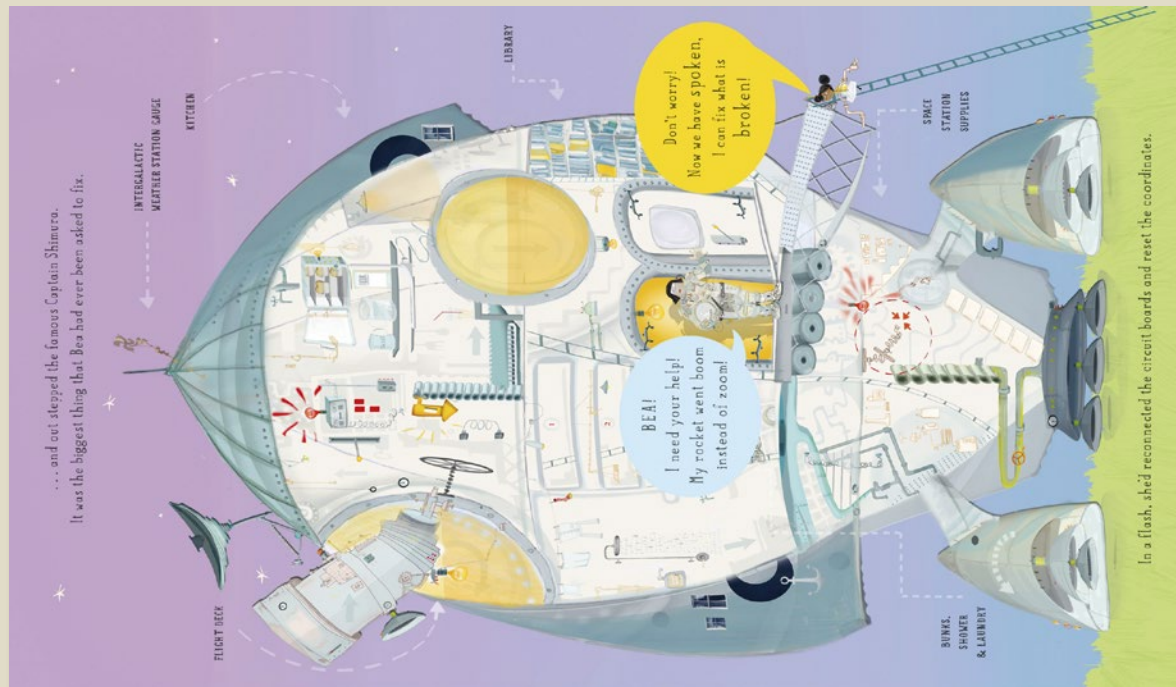 ....and out stepped the famous Captain Shimura.
It was the biggest thing that Bea had ever been asked to fix.
INTERGALACTIC
WEATHER STATION GAUGE
KITCHEN
FLIGHT DECK
LIBRARY
1
2
BEA!
I need your help!
My rocket went boom
instead of zoom!
Don't worry!
Now we have spoken,
I can fix what is
broken!
BUNKS,
SHOWER
& LAUNDRY
SPACE
STATION
SUPPLIES
In a flash, she'd reconnected the circuit boards and reset the coordinates.